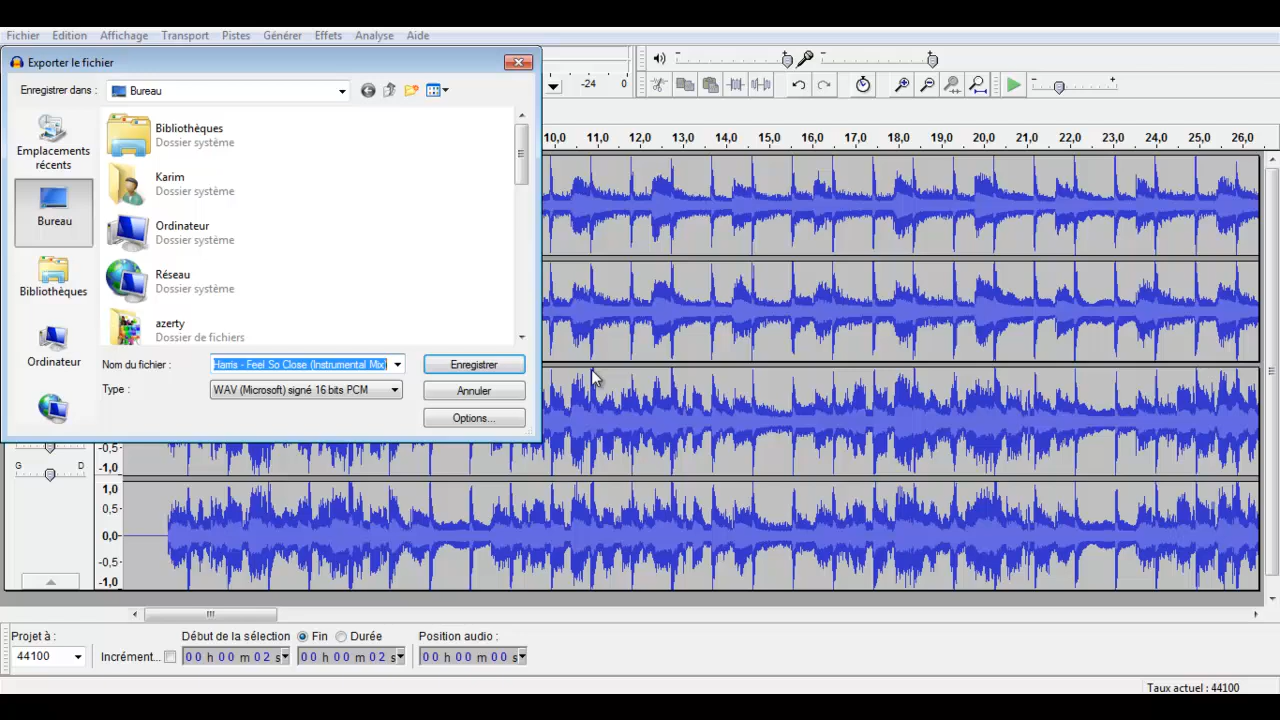 Fichier Edition Affichage Transport Pistes Générer Effets Analyse Aide
Exporter le fichier
Enregistrer dans : Bureau
-24 0
Emplacements récents
Bureau
Bibliothèques
Ordinateur
Bibliothèques
Dossier système
Karim
Dossier système
Ordinateur
Dossier système
Réseau
Dossier système
azerty
Dossier de fichiers
Nom du fichier : Harris - Feel So Close (Instrumental Mix)
Type : WAV (Microsoft) signé 16 bits PCM
Enregistrer
Annuler
Options...
10,0 11,0 12,0 13,0 14,0 15,0 16,0 17,0 18,0 19,0 20,0 21,0 22,0 23,0 24,0 25,0 26,0
-0,5
-1,0
G D
1,0
0,5
0,0
-0,5
-1,0
Projet à : Début de la sélection Fin Durée Position audio :
44100 Incrément... 00 h 00 m 02 s 00 h 00 m 02 s 00 h 00 m 00 s
Taux actuel : 44100